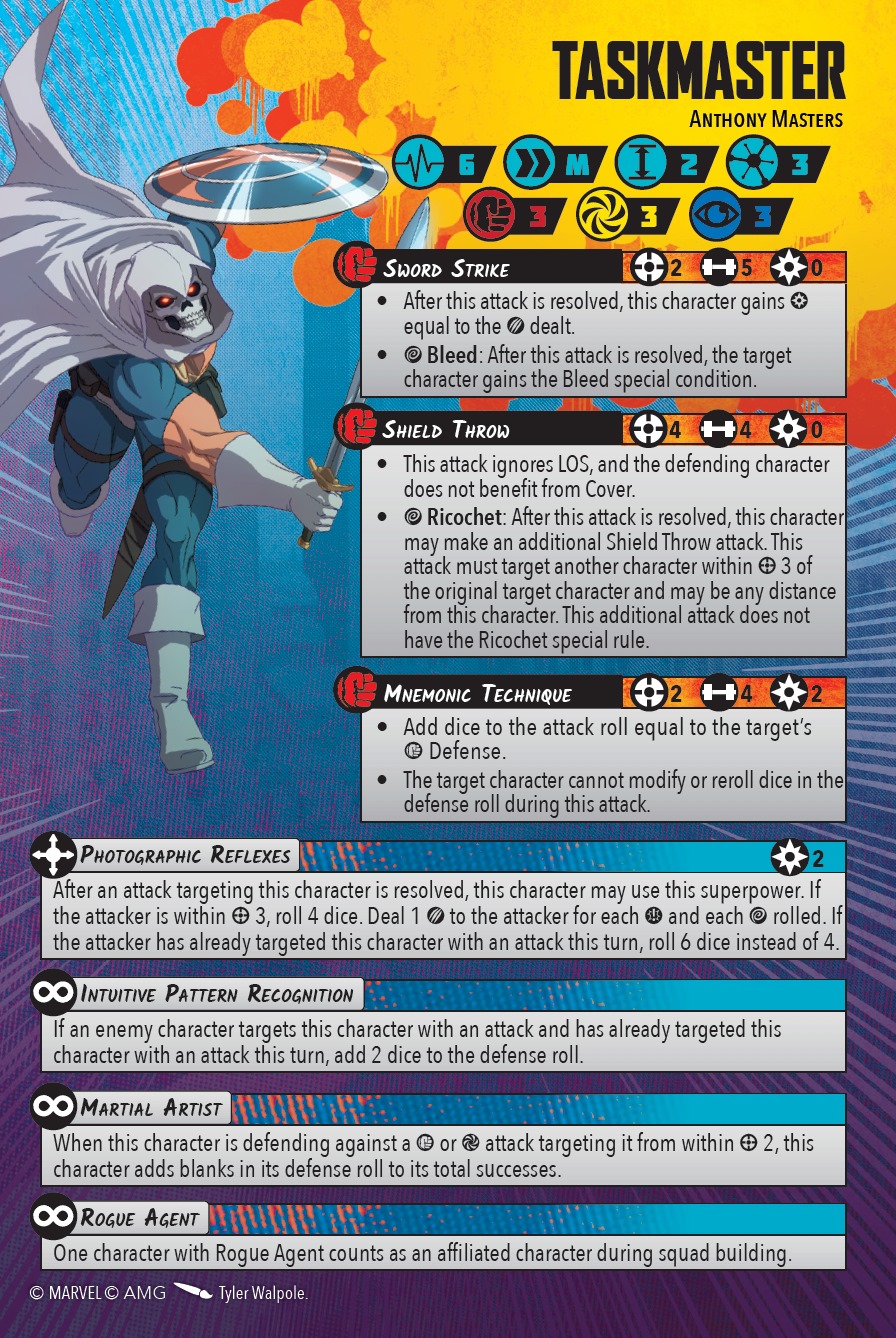 TASKMASTER
Anthony Masters
6 M 2 3
3 3 3
Sword Strike 2 5 0
• After this attack is resolved, this character gains
equal to the dealt.
• Bleed: After this attack is resolved, the target
character gains the Bleed special condition.
Shield Throw 4 4 0
• This attack ignores LOS, and the defending character
does not benefit from Cover.
• Ricochet: After this attack is resolved, this character
may make an additional Shield Throw attack. This
attack must target another character within 3 of
the original target character and may be any distance
from this character. This additional attack does not
have the Ricochet special rule.
Mnemonic Technique 2 4 2
• Add dice to the attack roll equal to the target's
Defense.
• The target character cannot modify or reroll dice in the
defense roll during this attack.
Photographic Reflexes 2
After an attack targeting this character is resolved, this character may use this superpower. If
the attacker is within 3, roll 4 dice. Deal 1 to the attacker for each and each rolled. If
the attacker has already targeted this character with an attack this turn, roll 6 dice instead of 4.
Intuitive Pattern Recognition
If an enemy character targets this character with an attack and has already targeted this
character with an attack this turn, add 2 dice to the defense roll.
Martial Artist
When this character is defending against a or attack targeting it from within 2, this
character adds blanks in its defense roll to its total successes.
Rogue Agent
One character with Rogue Agent counts as an affiliated character during squad building.
© MARVEL © AMG Tyler Walpole.